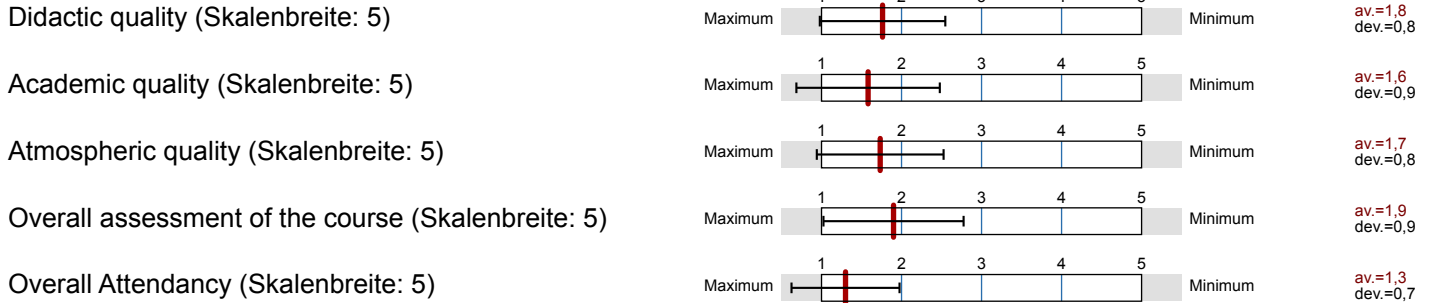 Didactic quality (Skalenbreite: 5) Maximum Minimum av.=1,8
dev.=0,8
1 2 3 4 5
Academic quality (Skalenbreite: 5) Maximum Minimum av.=1,6
dev.=0,9
1 2 3 4 5
Atmospheric quality (Skalenbreite: 5) Maximum Minimum av.=1,7
dev.=0,8
1 2 3 4 5
Overall assessment of the course (Skalenbreite: 5) Maximum Minimum av.=1,9
dev.=0,9
1 2 3 4 5
Overall Attendancy (Skalenbreite: 5) Maximum Minimum av.=1,3
dev.=0,7